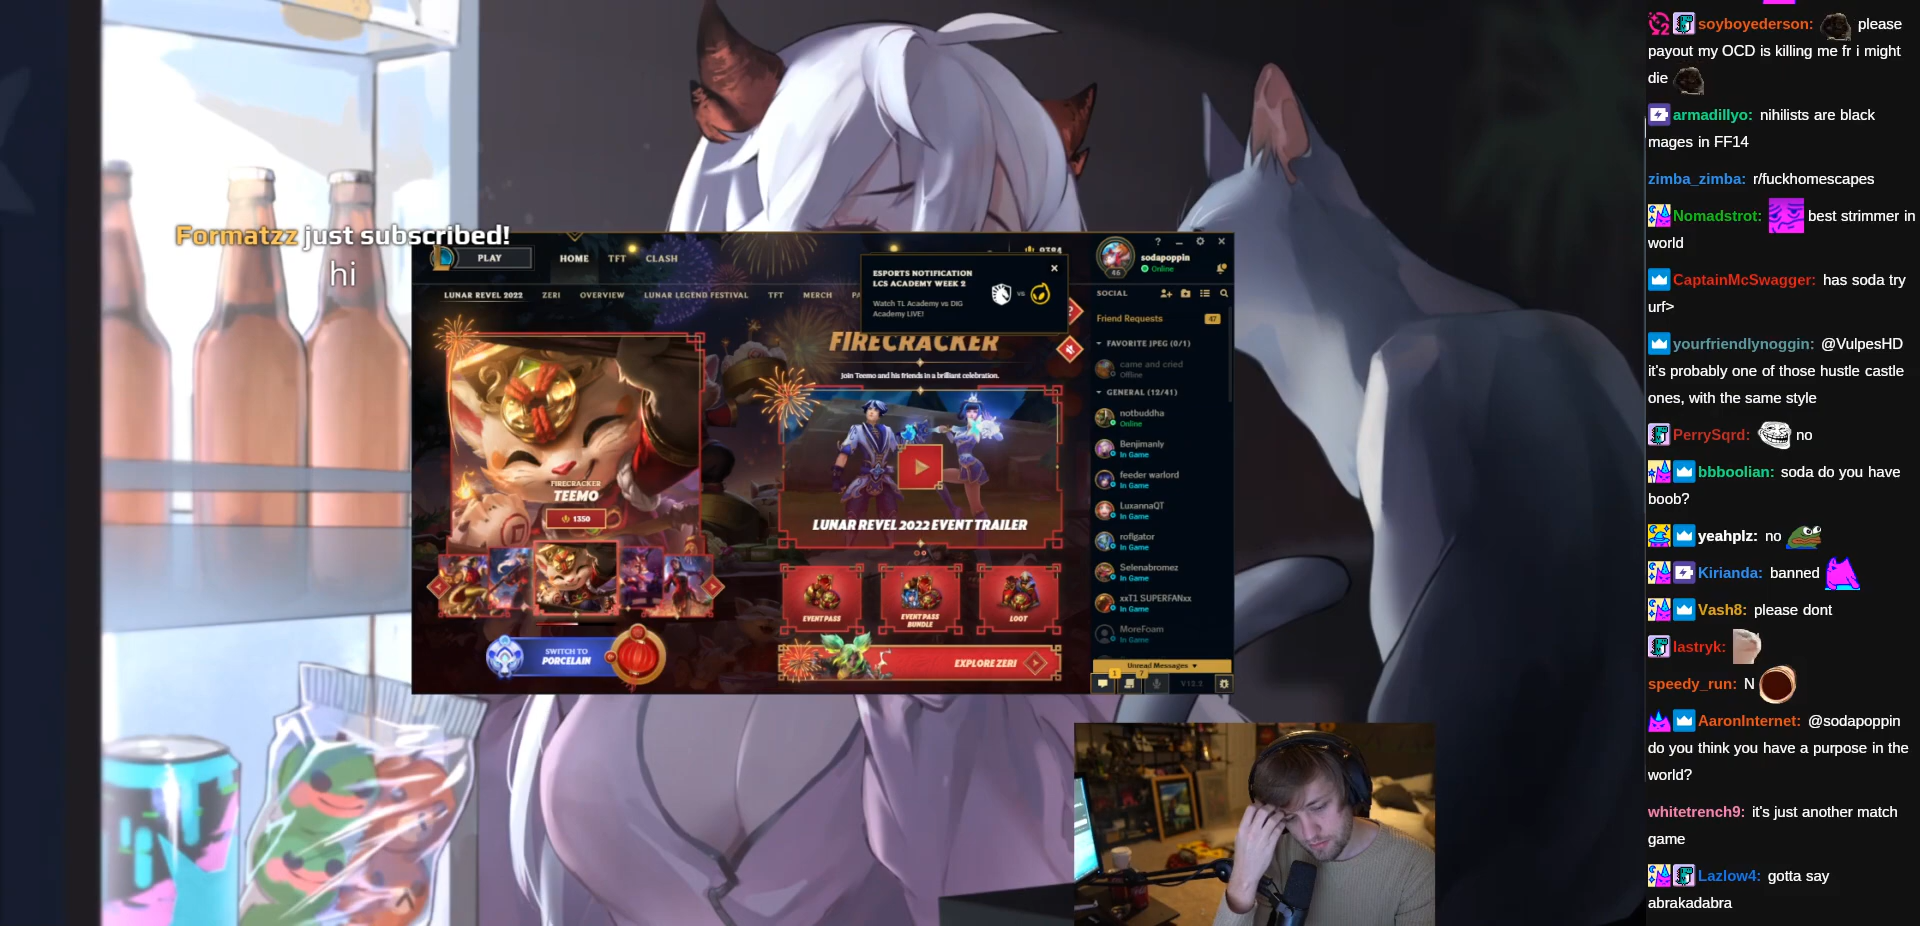 Formatzz just subscribed!
hi
PLAY
HOME
TFT
CLASH
9384
LUNAR REVEL 2022
ZERI
OVERVIEW
LUNAR LEGEND FESTIVAL
TFT
MERCH
ESPORTS NOTIFICATION
LCS ACADEMY WEEK 2
Watch TL Academy vs DIG
Academy LIVE!
VS
FIRECRACKER
Join Teemo and his friends in a brilliant celebration.
FIRECRACKER
TEEMO
1350
LUNAR REVEL 2022 EVENT TRAILER
EVENT PASS
EVENT PASS
BUNDLE
LOOT
SWITCH TO
PORCELAIN
EXPLORE ZERI
?
46
sodapoppin
Online
SOCIAL
Friend Requests
47
FAVORITE JPEG (0/1)
came and cried
Offline
GENERAL (12/41)
notbuddha
Online
Benjimanly
In Game
feeder warlord
In Game
LuxannaQT
In Game
roflgator
In Game
Selenabromez
In Game
xxT1 SUPERFANxx
In Game
MoreFoam
In Game
Unread Messages
1
7
V12.2
soyboyederson: please
payout my OCD is killing me fr i might
die
armadillyo: nihilists are black
mages in FF14
zimba_zimba: r/fuckhomescapes
Nomadstrot: best strimmer in
world
CaptainMcSwagger: has soda try
urf>
yourfriendlynoggin: @VulpesHD
it's probably one of those hustle castle
ones, with the same style
PerrySqrd: no
bbboolian: soda do you have
boob?
yeahplz: no
Kirianda: banned
Vash8: please dont
lastryk:
speedy_run: N
AaronInternet: @sodapoppin
do you think you have a purpose in the
world?
whitetrench9: it's just another match
game
Lazlow4: gotta say
abrakadabra